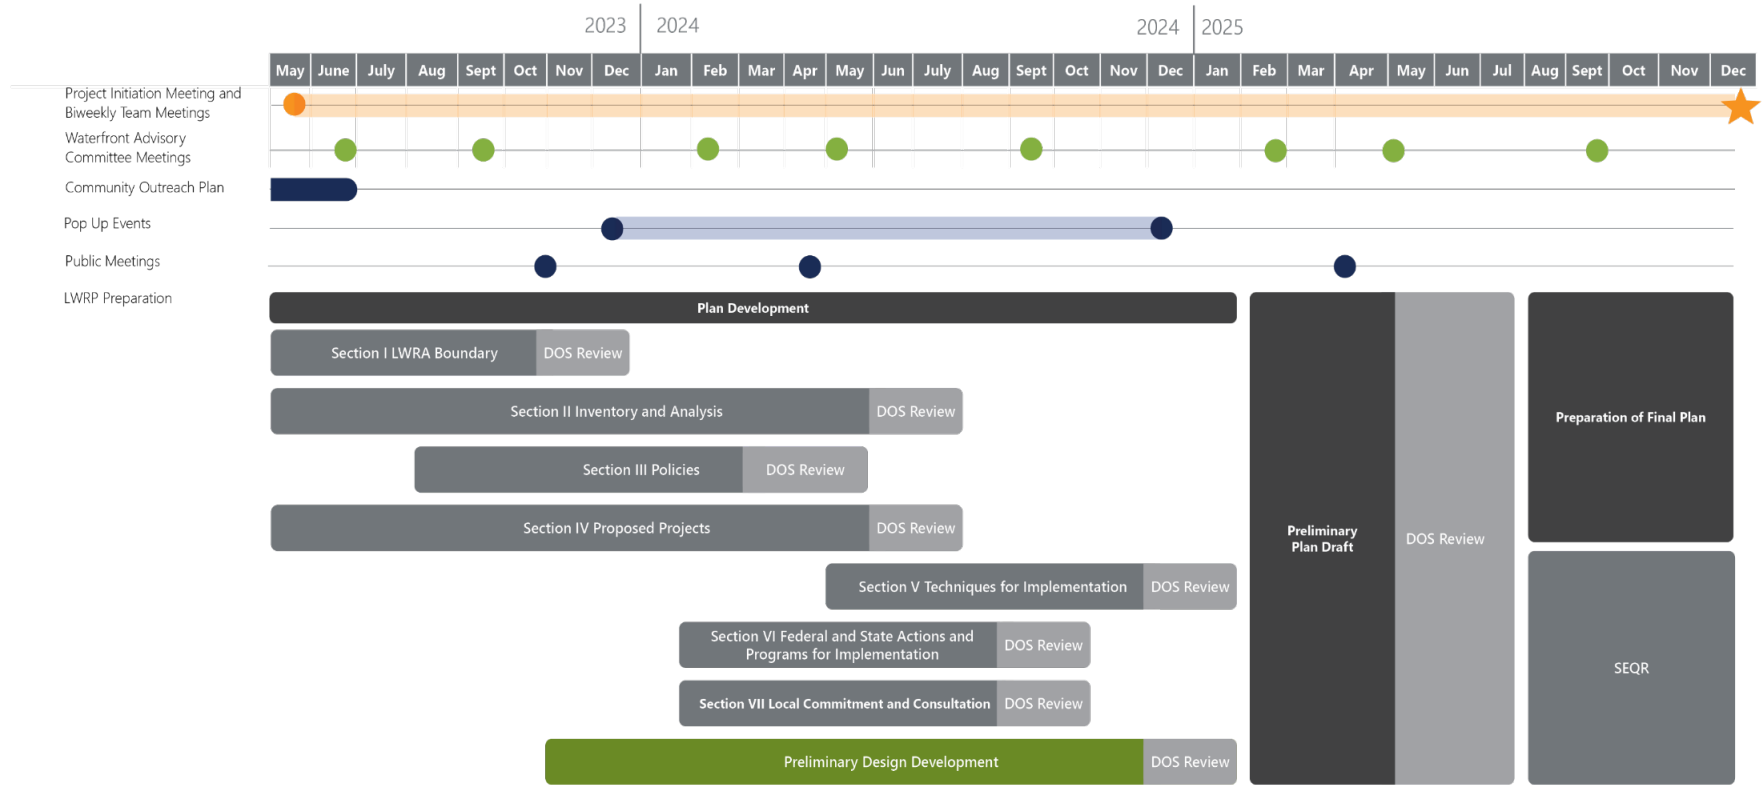 2023 2024 2024 2025
May June July Aug Sept Oct Nov Dec Jan Feb Mar Apr May Jun July Aug Sept Oct Nov Dec Jan Feb Mar Apr May Jun Jul Aug Sept Oct Nov Dec
Project Initiation Meeting and
Biweekly Team Meetings
Waterfront Advisory
Committee Meetings
Community Outreach Plan
Pop Up Events
Public Meetings
LWRP Preparation
Plan Development
Section I LWRA Boundary DOS Review
Section II Inventory and Analysis DOS Review
Section III Policies DOS Review
Section IV Proposed Projects DOS Review
Section V Techniques for Implementation DOS Review
Section VI Federal and State Actions and
Programs for Implementation
DOS Review
Section VII Local Commitment and Consultation DOS Review
Preliminary Design Development DOS Review
Preliminary
Plan Draft
DOS Review
Preparation of Final Plan
SEQR